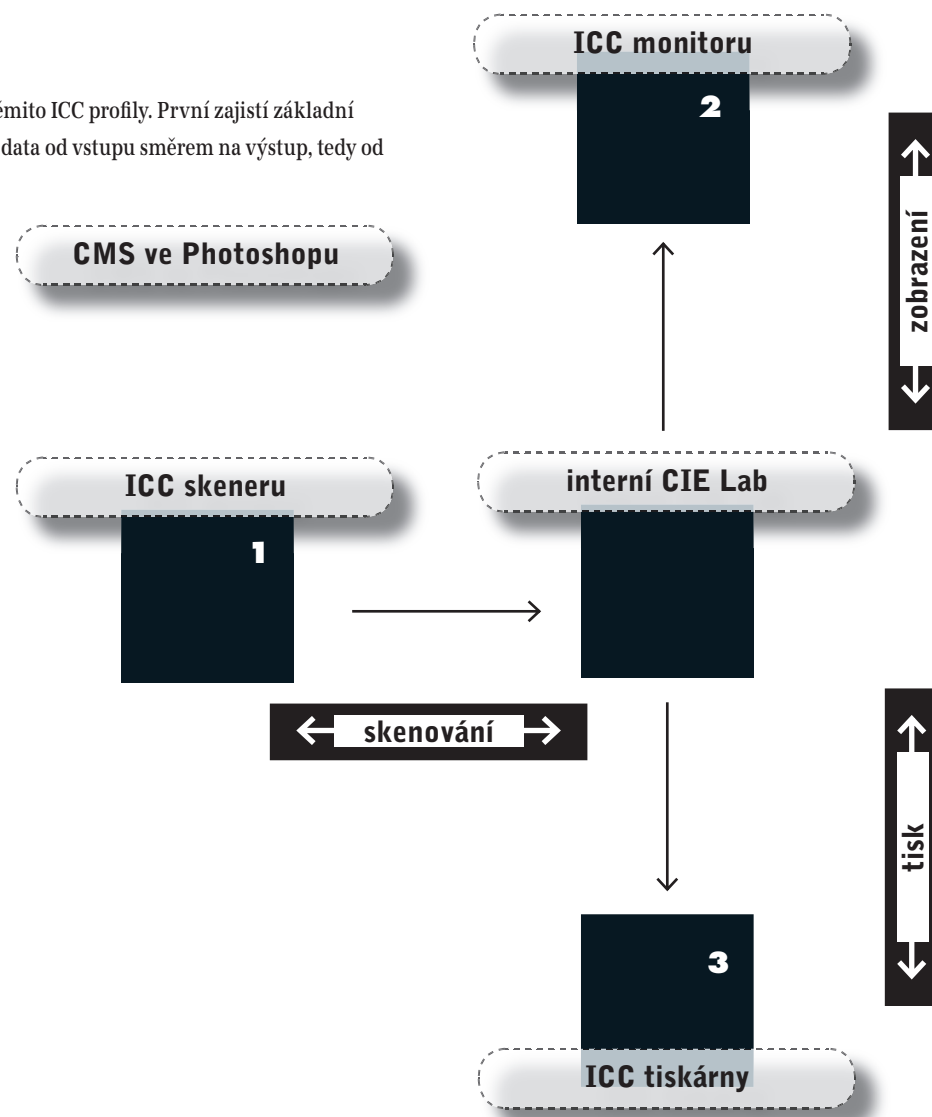 ICC monitoru
2
émito ICC profily. První zajistí základní
data od vstupu směrem na výstup, tedy od
zobrazení
CMS ve Photoshopu
ICC skeneru
1
interní CIE Lab
skenování
tisk
3
ICC tiskárny